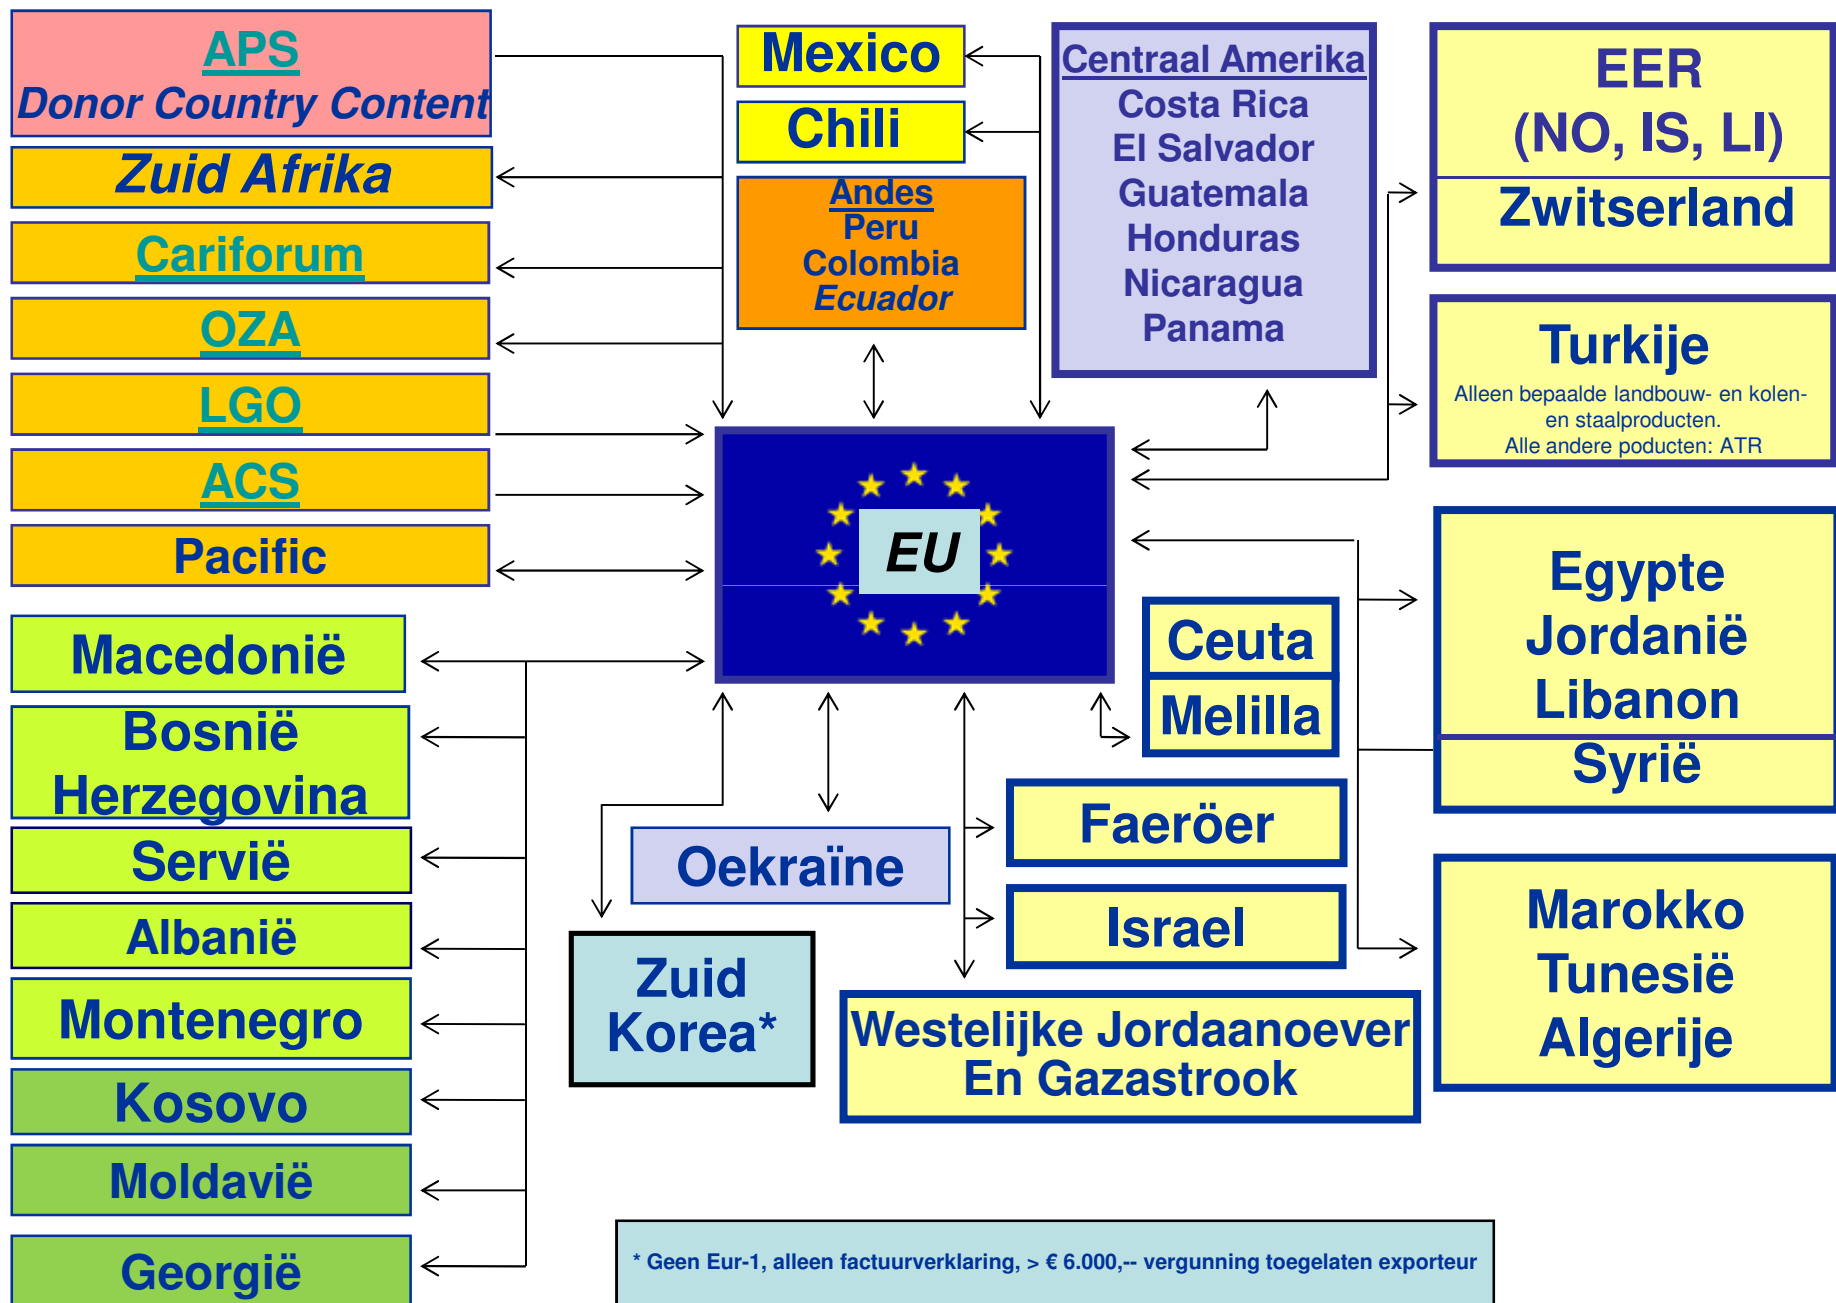 APS
Donor Country Content
Zuid Afrika
Cariforum
OZA
LGO
ACS
Pacific
Macedonië
Bosnië
Herzegovina
Servië
Albanië
Montenegro
Kosovo
Moldavië
Georgië
Mexico
Chili
Andes
Peru
Colombia
Ecuador
Centraal Amerika
Costa Rica
El Salvador
Guatemala
Honduras
Nicaragua
Panama
EER
(NO, IS, LI)
Zwitserland
Turkije
Alleen bepaalde landbouw- en kolen-
en staalproducten.
Alle andere poducten: ATR
EU
Ceuta
Melilla
Egypte
Jordanië
Libanon
Syrië
Faeröer
Oekraïne
Israel
Zuid
Korea*
Westelijke Jordaanoever
En Gazastrook
Marokko
Tunesië
Algerije
* Geen Eur-1, alleen factuurverklaring, > € 6.000,-- vergunning toegelaten exporteur